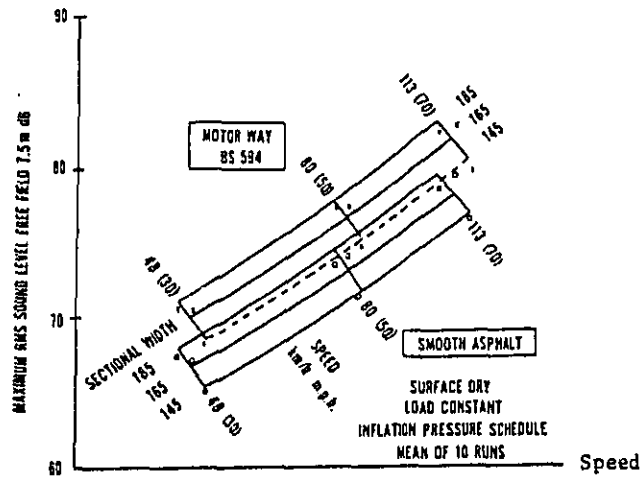 90
80
70
60
MAXIMUM RMS SOUND LEVEL FREE FIELD 7.5m dB
MOTOR WAY
BS 594
113 (70)
185
165
145
80 (50)
48 (30)
SECTIONAL WIDTH
185
165
145
48 (30)
SPEED
km/h m.p.h.
80 (50)
113 (70)
SMOOTH ASPHALT
SURFACE DRY
LOAD CONSTANT
INFLATION PRESSURE SCHEDULE
MEAN OF 10 RUNS
Speed